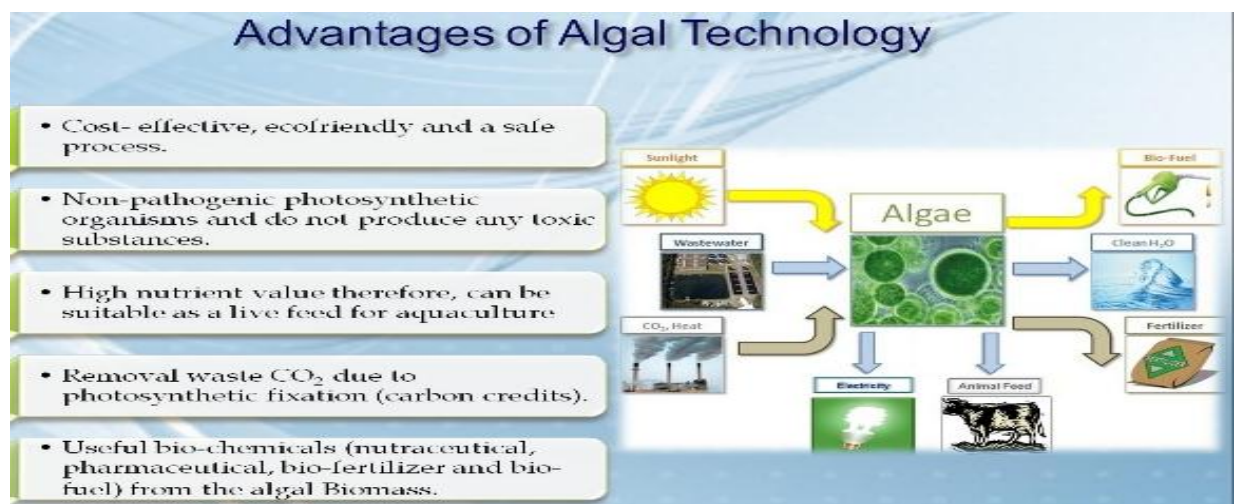 Advantages of Algal Technology
• Cost- effective, ecofriendly and a safe
process.
• Non-pathogenic photosynthetic
organisms and do not produce any toxic
substances.
• High nutrient value therefore, can be
suitable as a live feed for aquaculture
• Removal waste CO₂ due to
photosynthetic fixation (carbon credits).
• Useful bio-chemicals (nutraceutical,
pharmaceutical, bio-fertilizer and bio-
fuel) from the algal Biomass.
Sunlight
Bio-Fuel
Algae
Wastewater
Clean H₂O
CO₂, Heat
Fertilizer
Electricity
Animal Feed